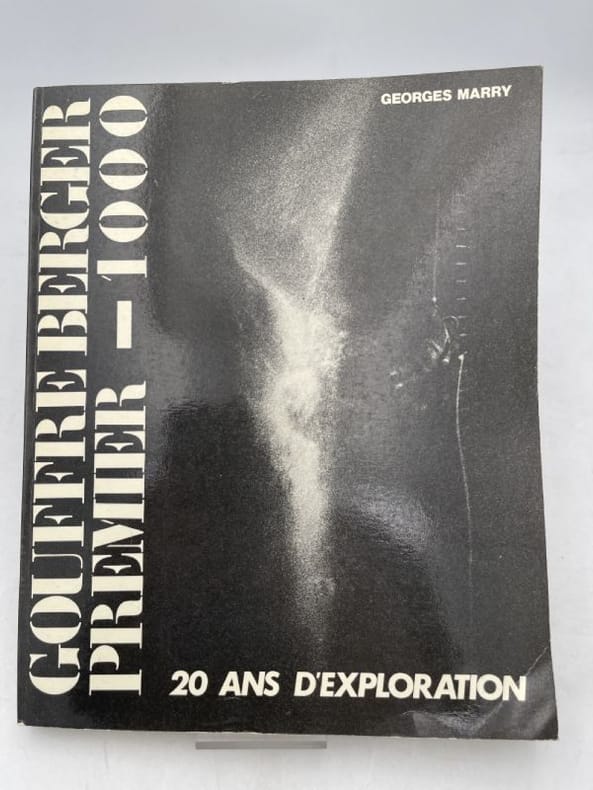 GEORGES MARRY
GOUFFRE BERGER
PREMIER – 1000
20 ANS D'EXPLORATION